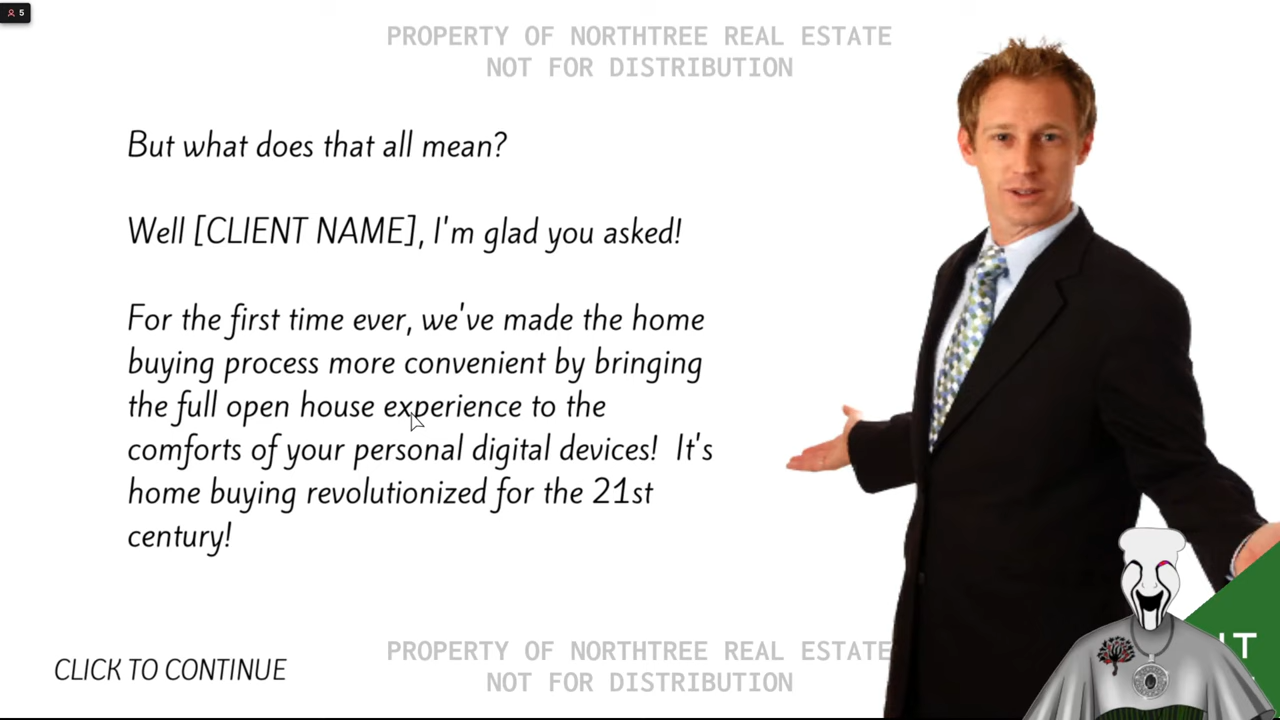 5
PROPERTY OF NORTHTREE REAL ESTATE
NOT FOR DISTRIBUTION
But what does that all mean?
Well [CLIENT NAME], I'm glad you asked!
For the first time ever, we've made the home
buying process more convenient by bringing
the full open house experience to the
comforts of your personal digital devices!  It's
home buying revolutionized for the 21st
century!
PROPERTY OF NORTHTREE REAL ESTATE
NOT FOR DISTRIBUTION
CLICK TO CONTINUE